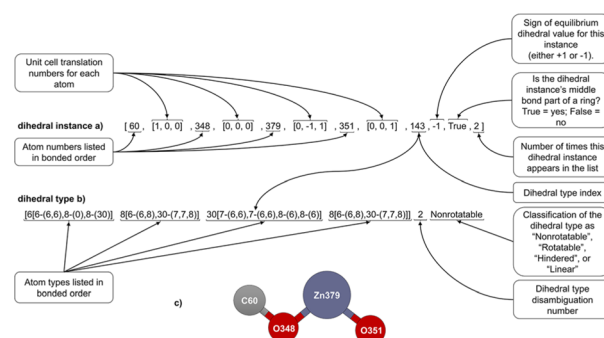 Unit cell translation
numbers for each
atom
Sign of equilibrium
dihedral value for this
instance
(either +1 or -1).
Is the dihedral
instance's middle
bond part of a ring?
True = yes; False =
no
dihedral instance a) [ 60 , [1, 0, 0] , 348 , [0, 0, 0] , 379 , [0, -1, 1] , 351 , [0, 0, 1] , 143 , -1 , True , 2 ]
Atom numbers listed
in bonded order
Number of times this
dihedral instance
appears in the list
Dihedral type index
dihedral type b)
[6[6-(6,6),8-(0),8-(30)] 8[6-(6,8),30-(7,7,8)] 30[7-(6,6),7-(6,6),8-(6),8-(6)] 8[6-(6,8),30-(7,7,8)]] 2 Nonrotatable
Classification of
the dihedral type as
"Nonrotatable",
"Rotatable",
"Hindered", or
"Linear"
Atom types listed in
bonded order
Dihedral type
disambiguation
number
c)
C60
Zn379
O348
O351